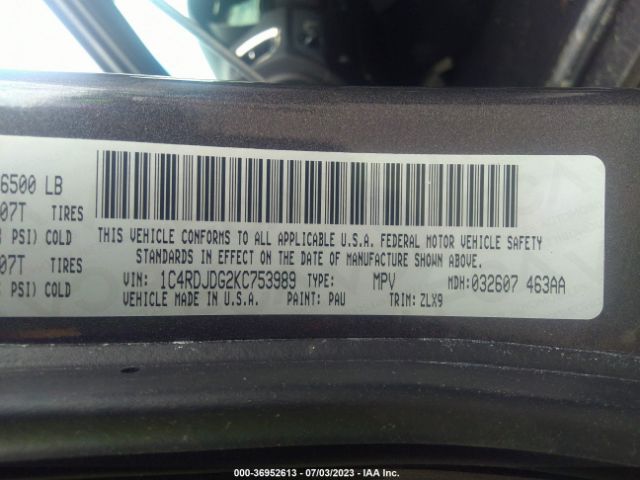 6500 LB
07T TIRES
PSI) COLD
07T TIRES
PSI) COLD
THIS VEHICLE CONFORMS TO ALL APPLICABLE U.S.A. FEDERAL MOTOR VEHICLE SAFETY
STANDARDS IN EFFECT ON THE DATE OF MANUFACTURE SHOWN ABOVE.
VIN: 1C4RDJDG2KC753989 TYPE: MPV MDH:032607 463AA
VEHICLE MADE IN U.S.A. PAINT: PAU TRIM: ZLX9
000-36952613 - 07/03/2023 - IAA Inc.